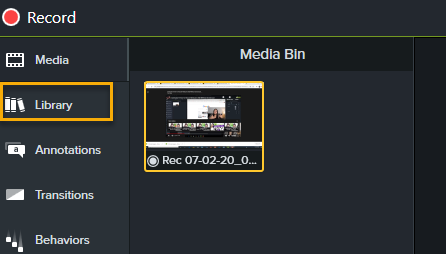 Record
Media
Media Bin
Library
Rec 07-02-20_0...
a
Annotations
Transitions
Behaviors